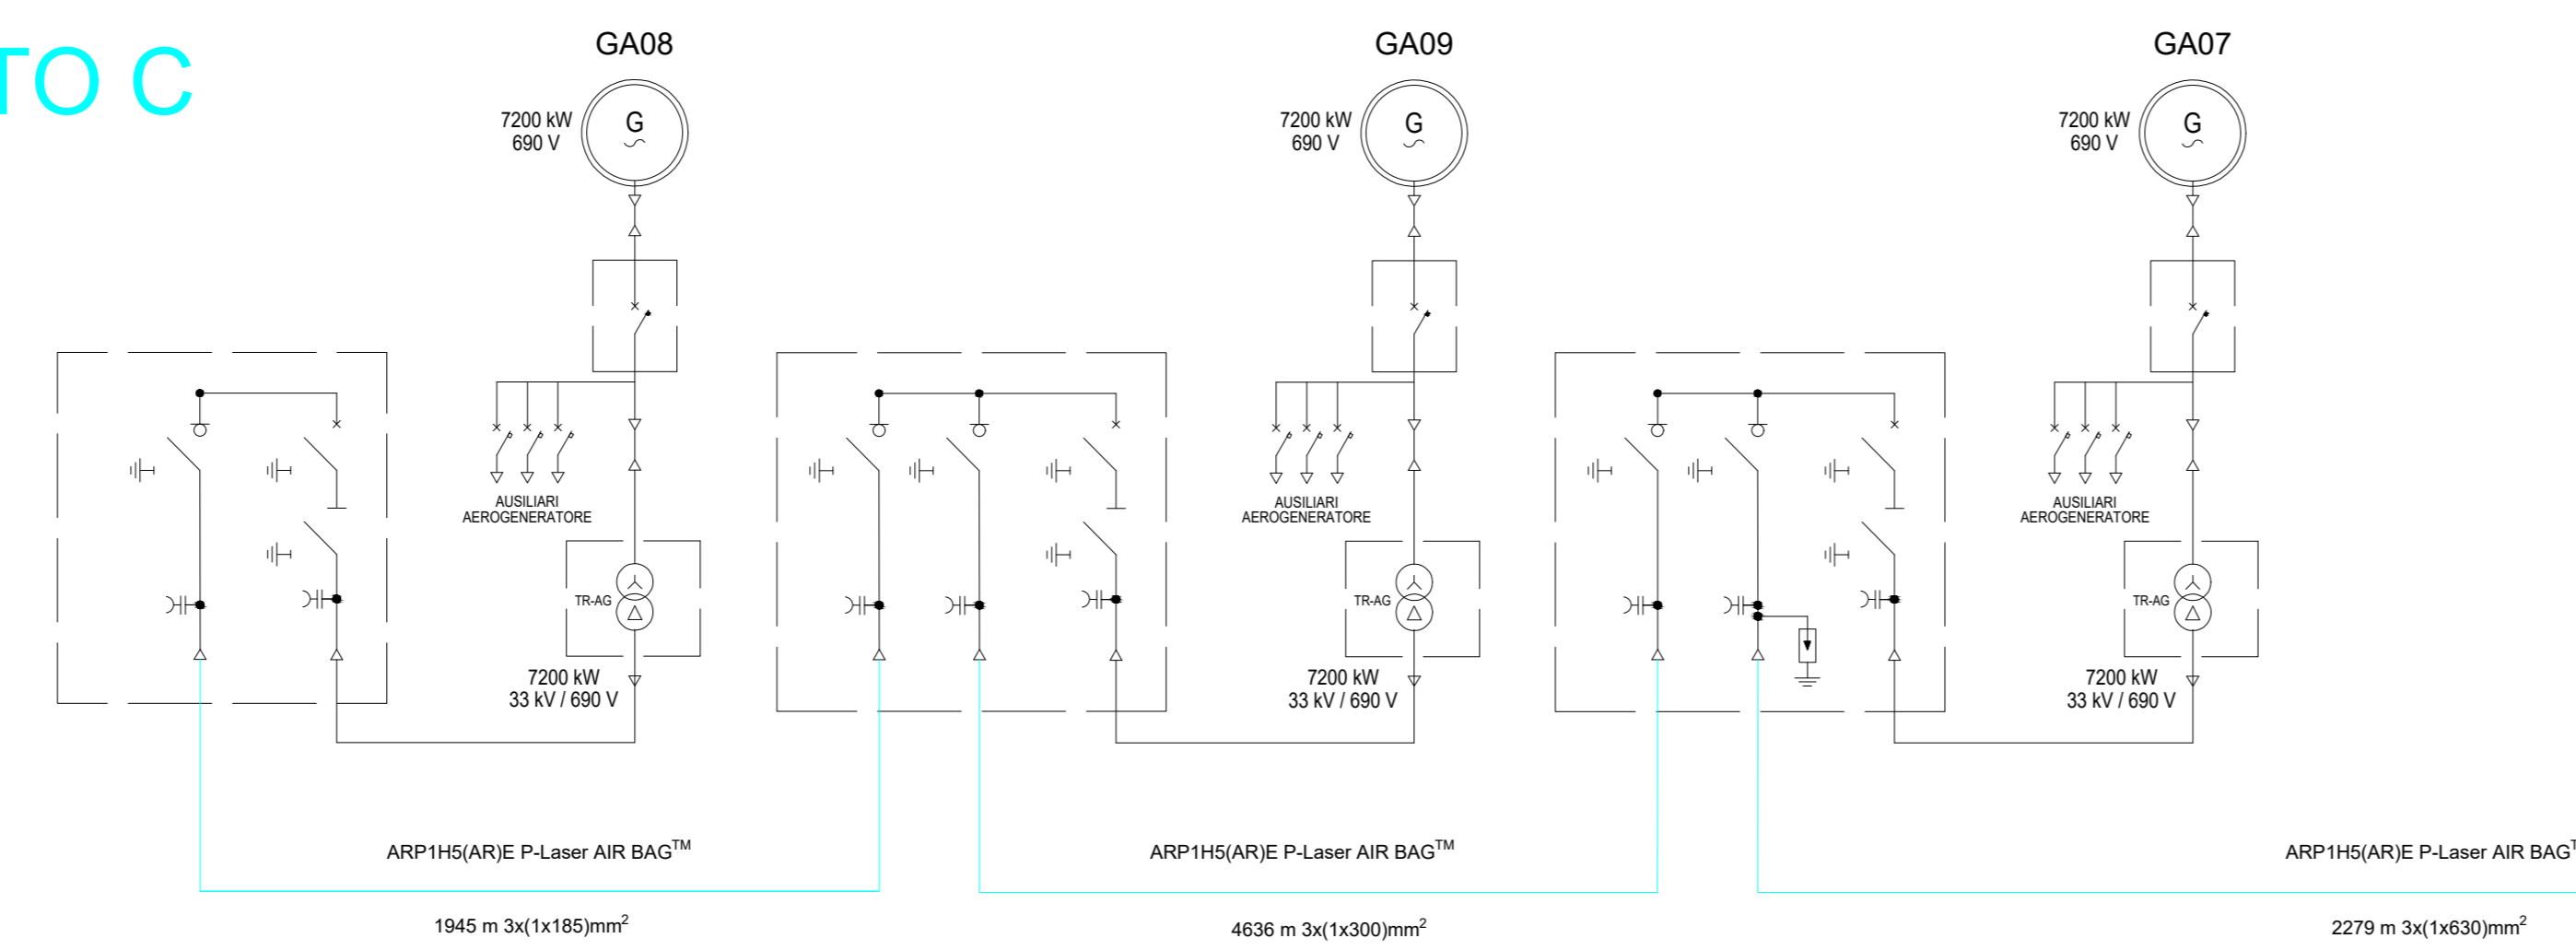 TO C
GA08
7200 kW
690 V
G
AUSILIARI
AEROGENERATORE
TR-AG
7200 kW
33 kV / 690 V
GA09
7200 kW
690 V
G
AUSILIARI
AEROGENERATORE
TR-AG
7200 kW
33 kV / 690 V
GA07
7200 kW
690 V
G
AUSILIARI
AEROGENERATORE
TR-AG
7200 kW
33 kV / 690 V
ARP1H5(AR)E P-Laser AIR BAG™
1945 m 3x(1x185)mm²
ARP1H5(AR)E P-Laser AIR BAG™
4636 m 3x(1x300)mm²
ARP1H5(AR)E P-Laser AIR BAG
2279 m 3x(1x630)mm²